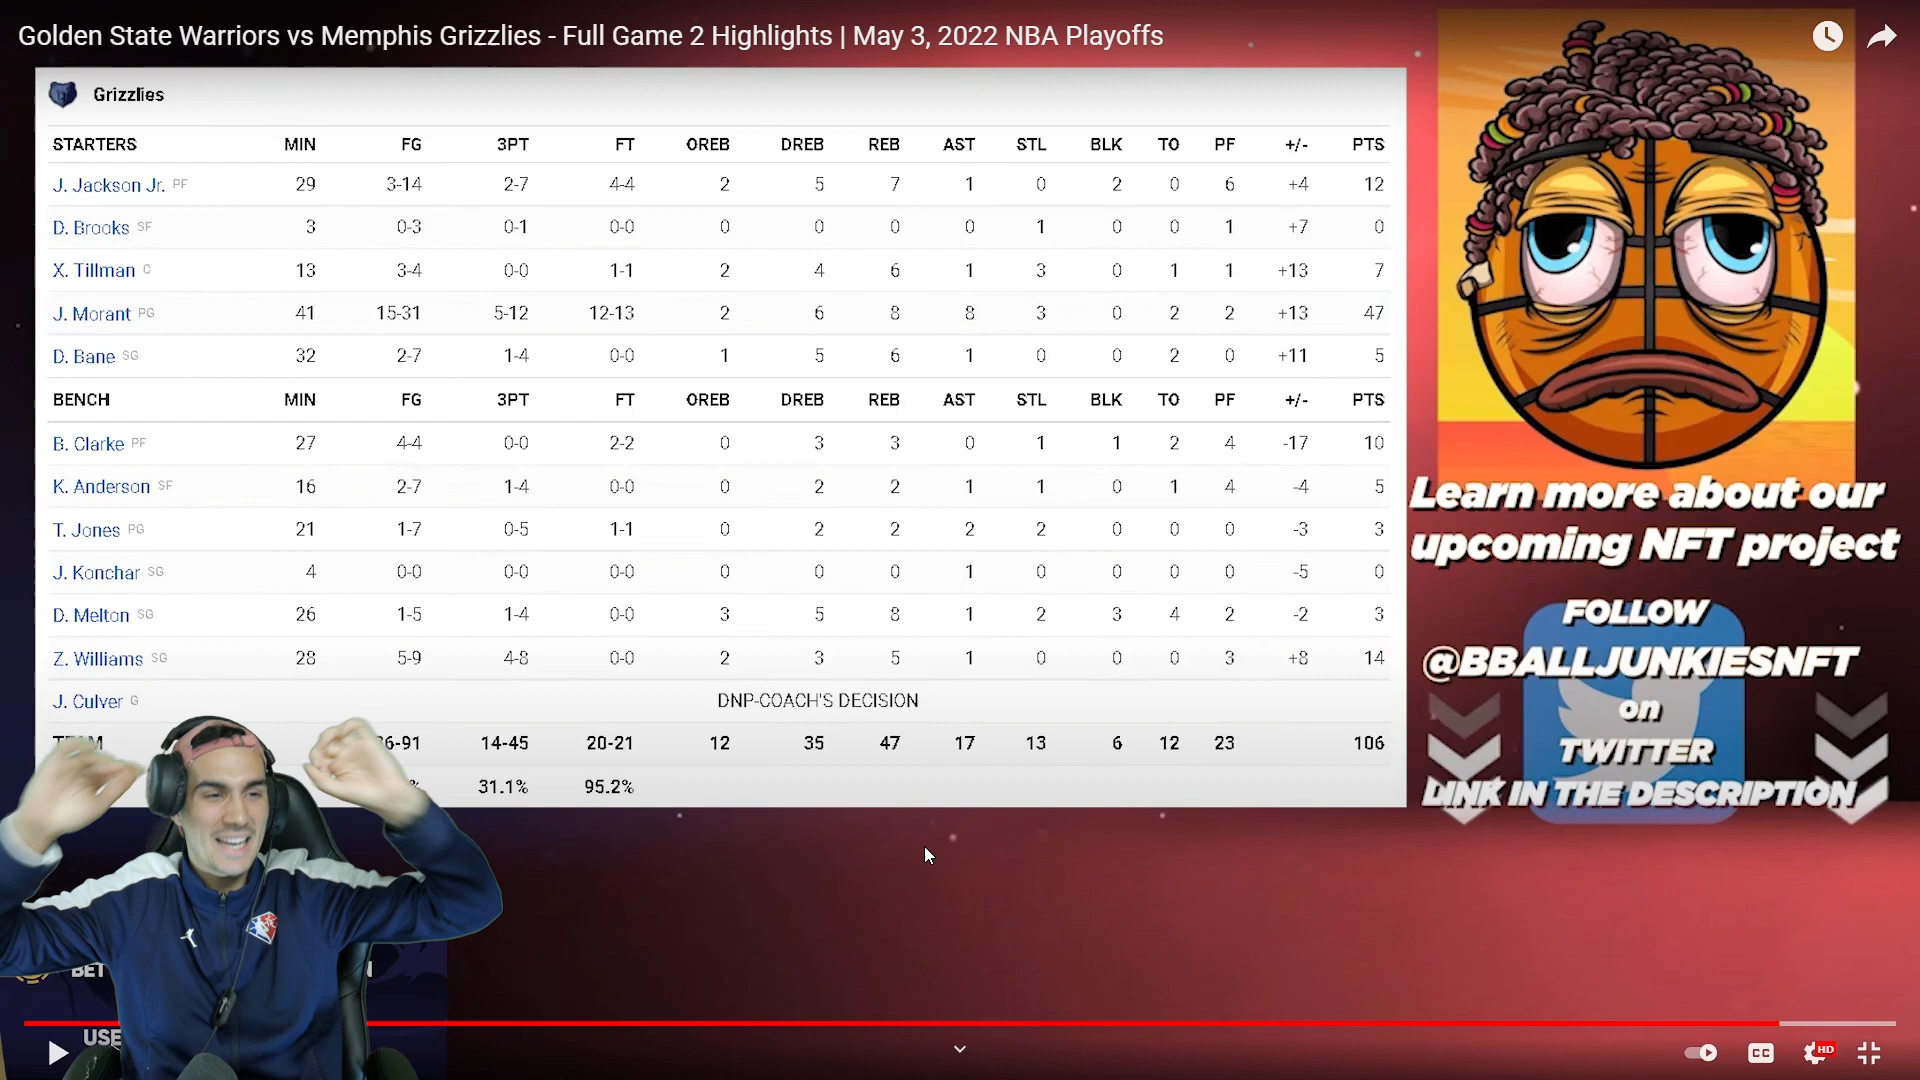 Golden State Warriors vs Memphis Grizzlies - Full Game 2 Highlights | May 3, 2022 NBA Playoffs
Grizzlies
STARTERS MIN FG 3PT FT OREB DREB REB AST STL BLK TO PF +/- PTS
J. Jackson Jr. PF 29 3-14 2-7 4-4 2 5 7 1 0 2 0 6 +4 12
D. Brooks SF 3 0-3 0-1 0-0 0 0 0 0 1 0 0 1 +7 0
X. Tillman C 13 3-4 0-0 1-1 2 4 6 1 3 0 1 1 +13 7
J. Morant PG 41 15-31 5-12 12-13 2 6 8 8 3 0 2 2 +13 47
D. Bane SG 32 2-7 1-4 0-0 1 5 6 1 0 0 2 0 +11 5
BENCH MIN FG 3PT FT OREB DREB REB AST STL BLK TO PF +/- PTS
B. Clarke PF 27 4-4 0-0 2-2 0 3 3 0 1 1 2 4 -17 10
K. Anderson SF 16 2-7 1-4 0-0 0 2 2 1 1 0 1 4 -4 5
T. Jones PG 21 1-7 0-5 1-1 0 2 2 2 2 0 0 0 -3 3
J. Konchar SG 4 0-0 0-0 0-0 0 0 0 1 0 0 0 0 -5 0
D. Melton SG 26 1-5 1-4 0-0 3 5 8 1 2 3 4 2 -2 3
Z. Williams SG 28 5-9 4-8 0-0 2 3 5 1 0 0 0 3 +8 14
J. Culver G DNP-COACH'S DECISION
6-91 14-45 20-21 12 35 47 17 13 6 12 23 106
% 31.1% 95.2%
Learn more about our
upcoming NFT project
FOLLOW
@BBALLJUNKIESNFT
on
TWITTER
LINK IN THE DESCRIPTION
BET
USE
CC
HD